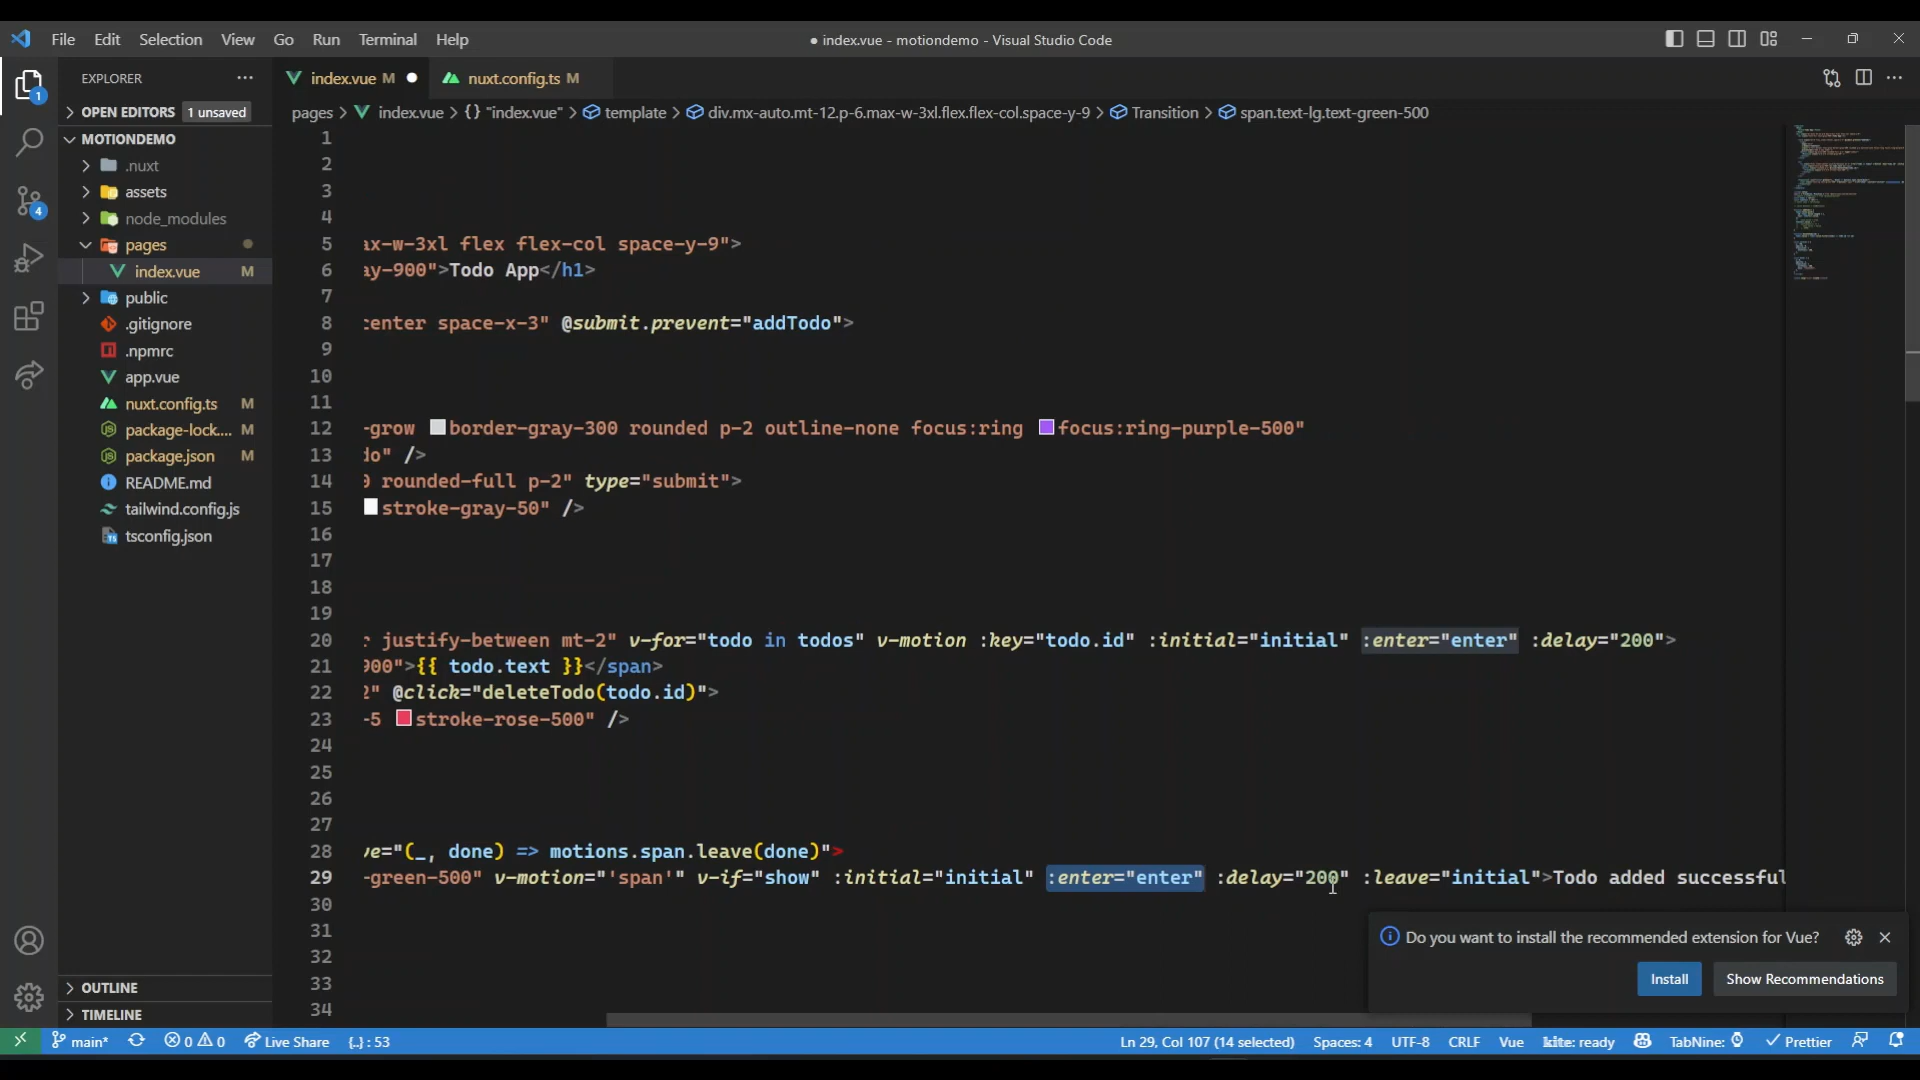 File Edit Selection View Go Run Terminal Help
● index.vue - motiondemo - Visual Studio Code
EXPLORER
index.vue M
nuxt.config.ts M
OPEN EDITORS 1 unsaved
pages > index.vue > {} "index.vue" > template > div.mx-auto.mt-12.p-6.max-w-3xl.flex.flex-col.space-y-9 > Transition > span.text-lg.text-green-500
MOTIONDEMO
.nuxt
assets
node_modules
pages
index.vue M
public
.gitignore
.npmrc
app.vue
nuxt.config.ts M
package-lock.... M
package.json M
README.md
tailwind.config.js
tsconfig.json
OUTLINE
TIMELINE
1
2
3
4
5 ax-w-3xl flex flex-col space-y-9">
6 ay-900">Todo App</h1>
7
8 center space-x-3" @submit.prevent="addTodo">
9
10
11
12 -grow border-gray-300 rounded p-2 outline-none focus:ring focus:ring-purple-500"
13 do" />
14 0 rounded-full p-2" type="submit">
15 stroke-gray-50" />
16
17
18
19
20 r justify-between mt-2" v-for="todo in todos" v-motion :key="todo.id" :initial="initial" :enter="enter" :delay="200">
21 900">{{ todo.text }}</span>
22 2" @click="deleteTodo(todo.id)">
23 -5 stroke-rose-500" />
24
25
26
27
28 ve="(_, done) => motions.span.leave(done)">
29 -green-500" v-motion="'span'" v-if="show" :initial="initial" :enter="enter" :delay="200" :leave="initial">Todo added successful
30
31
32
33
34
Do you want to install the recommended extension for Vue?
Install
Show Recommendations
main* 0 0 Live Share {..} : 53
Ln 29, Col 107 (14 selected) Spaces: 4 UTF-8 CRLF Vue kite: ready TabNine: Prettier
1
4